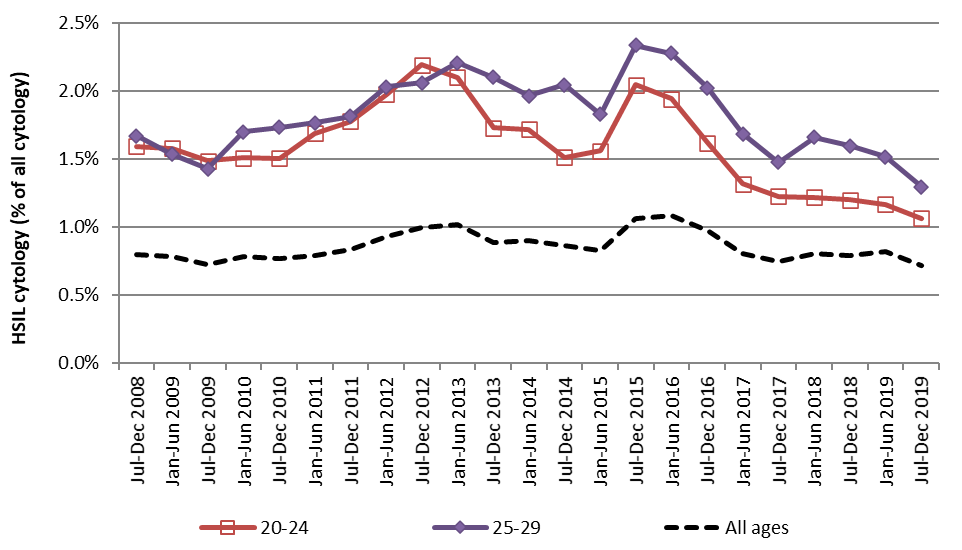 HSIL cytology (% of all cytology)
2.5%
2.0%
1.5%
1.0%
0.5%
0.0%
Jul-Dec 2008
Jan-Jun 2009
Jul-Dec 2009
Jan-Jun 2010
Jul-Dec 2010
Jan-Jun 2011
Jul-Dec 2011
Jan-Jun 2012
Jul-Dec 2012
Jan-Jun 2013
Jul-Dec 2013
Jan-Jun 2014
Jul-Dec 2014
Jan-Jun 2015
Jul-Dec 2015
Jan-Jun 2016
Jul-Dec 2016
Jan-Jun 2017
Jul-Dec 2017
Jan-Jun 2018
Jul-Dec 2018
Jan-Jun 2019
Jul-Dec 2019
20-24
25-29
All ages